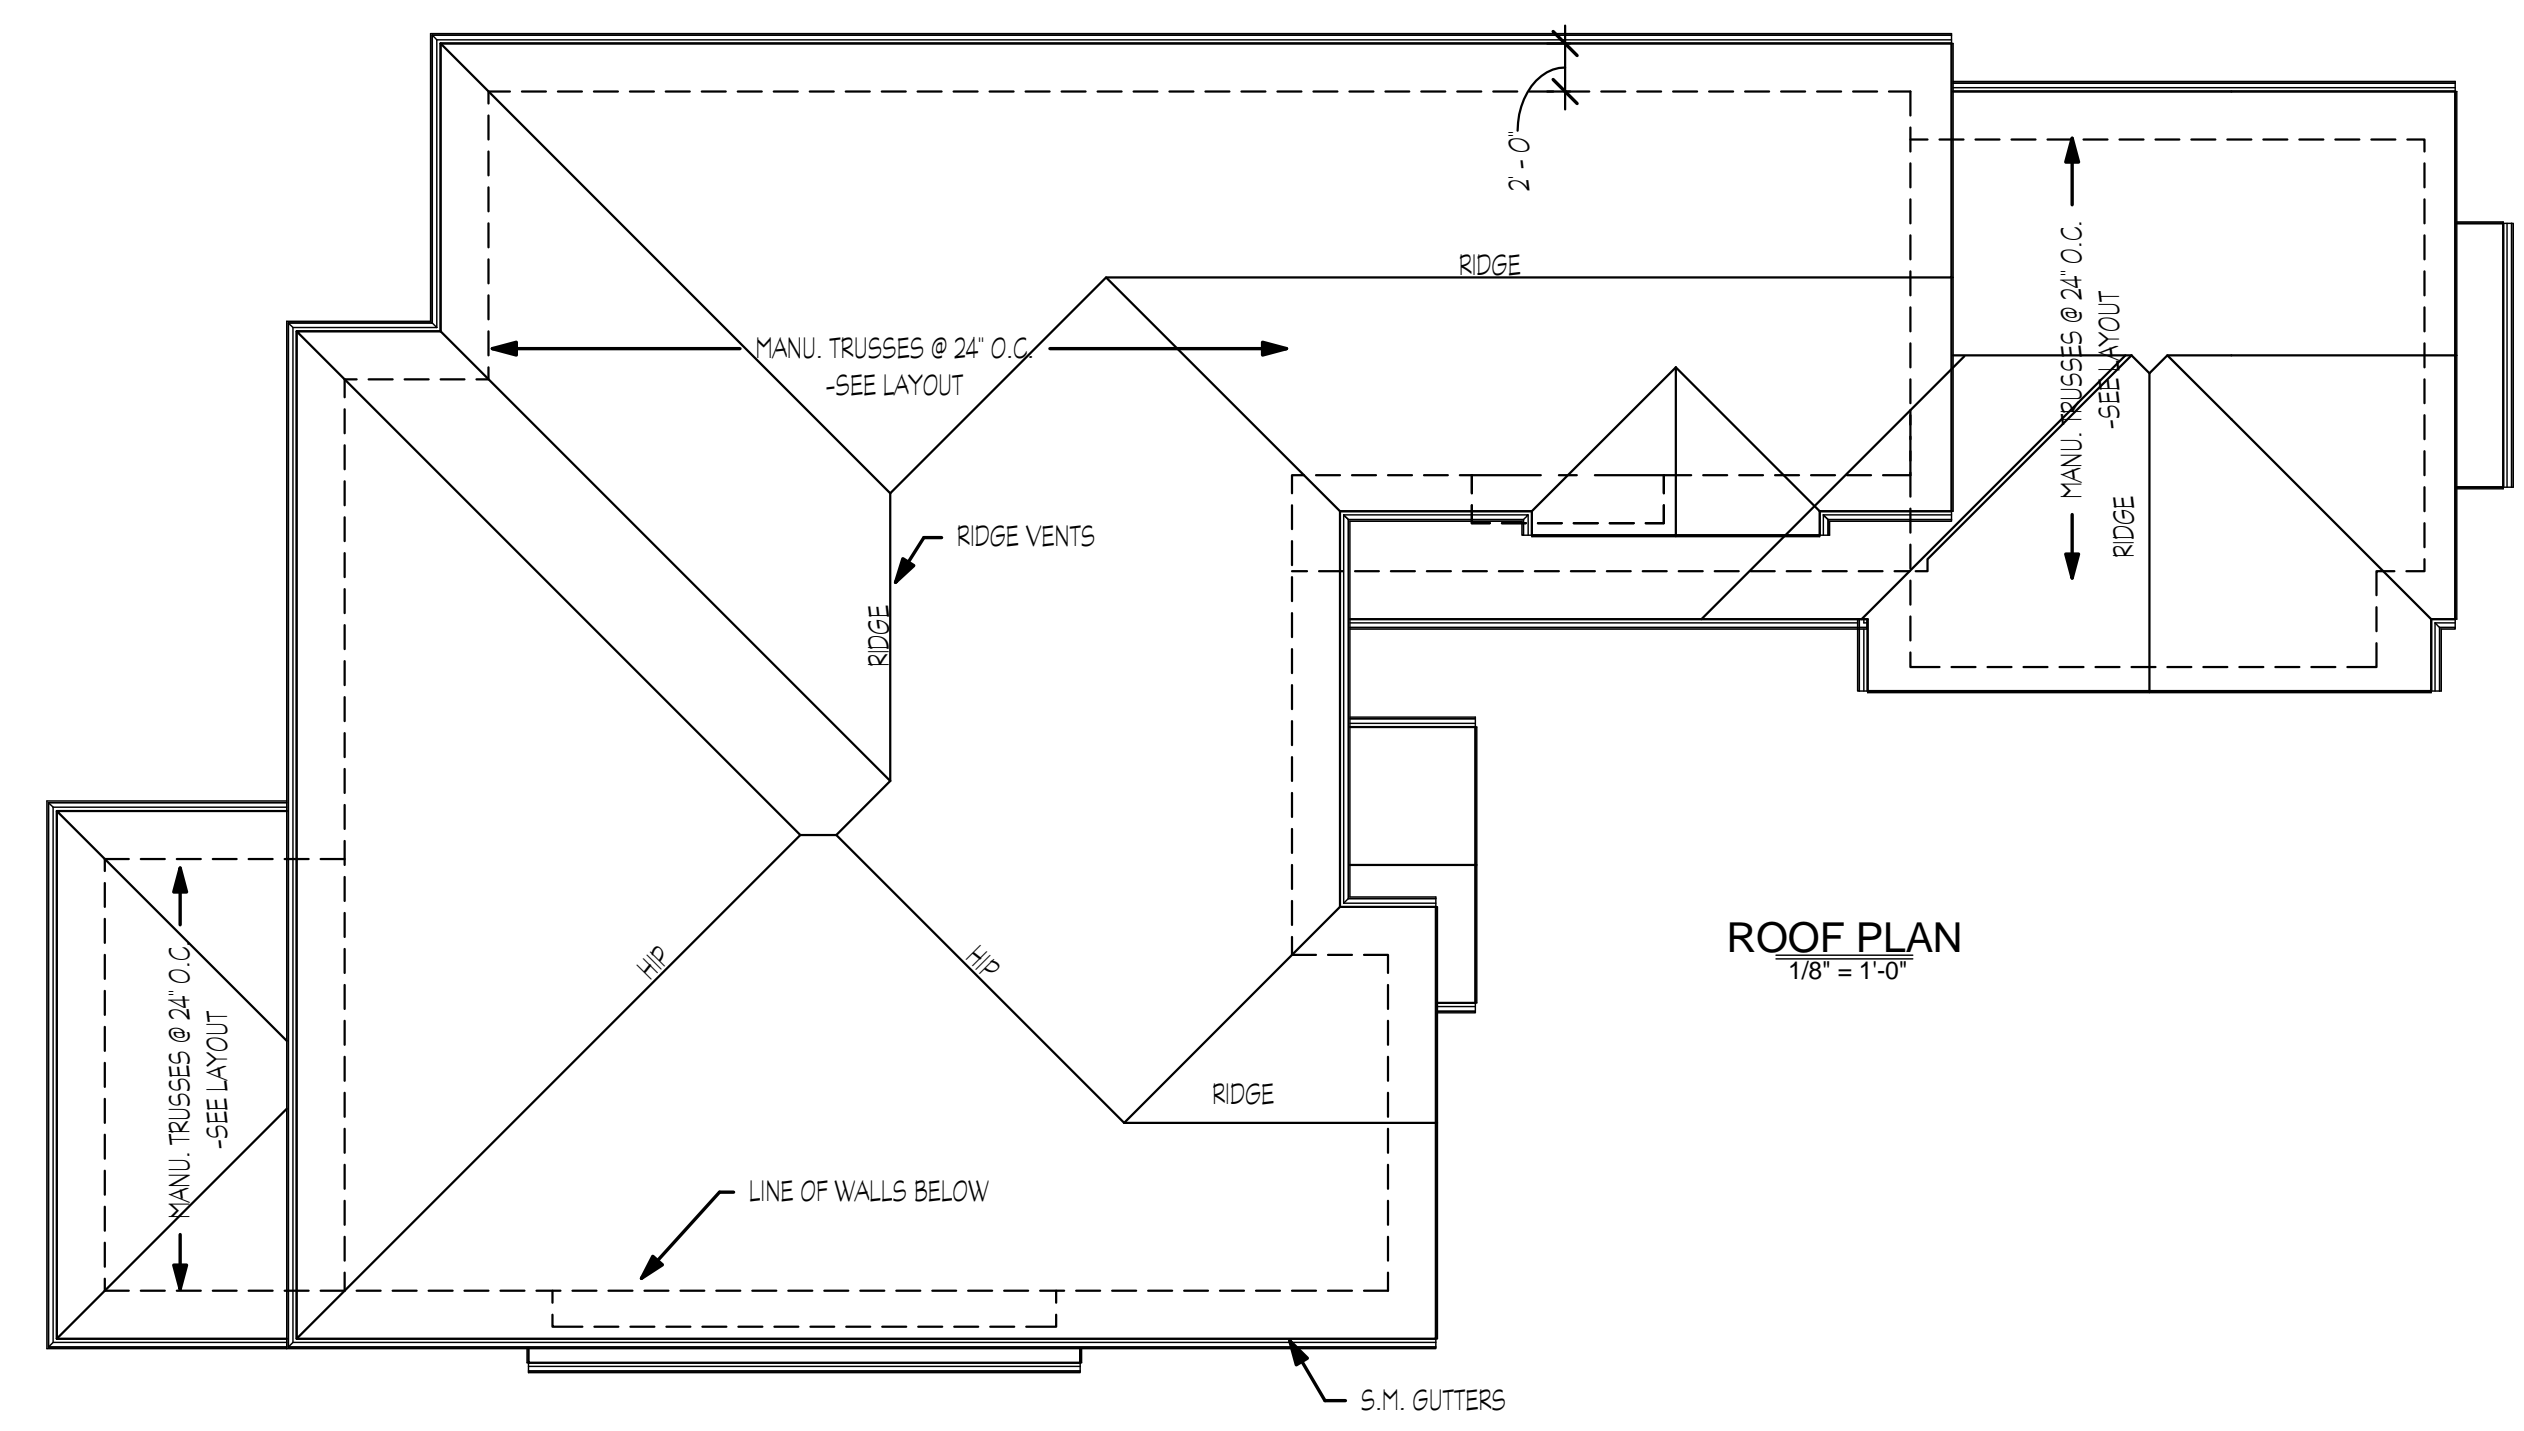 2' - 0"
RIDGE
MANU. TRUSSES @ 24" O.C.
-SEE LAYOUT
MANU. TRUSSES @ 24" O.C.
-SEE LAYOUT
RIDGE
RIDGE VENTS
RIDGE
HIP
HIP
ROOF PLAN
1/8" = 1'-0"
MANU. TRUSSES @ 24" O.C.
-SEE LAYOUT
RIDGE
LINE OF WALLS BELOW
S.M. GUTTERS